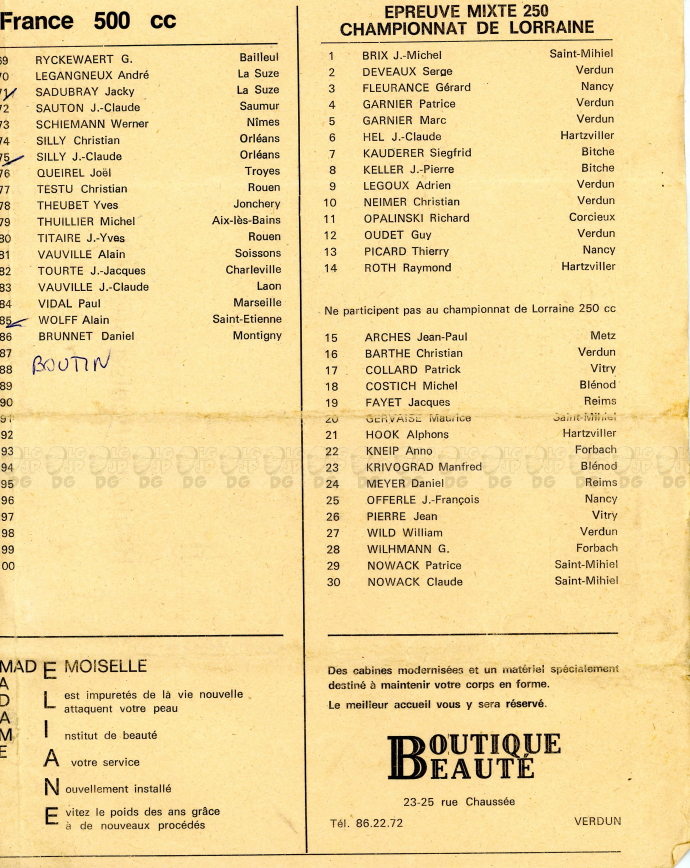 France 500 cc
69 RYCKEWAERT G. Bailleul
70 LEGANGNEUX André La Suze
71 SADUBRAY Jacky La Suze
72 SAUTON J.-Claude Saumur
73 SCHIEMANN Werner Nîmes
74 SILLY Christian Orléans
75 SILLY J.-Claude Orléans
76 QUEIREL Joël Troyes
77 TESTU Christian Rouen
78 THEUBET Yves Jonchery
79 THUILLIER Michel Aix-lès-Bains
80 TITAIRE J.-Yves Rouen
81 VAUVILLE Alain Soissons
82 TOURTE J.-Jacques Charleville
83 VAUVILLE J.-Claude Laon
84 VIDAL Paul Marseille
85 WOLFF Alain Saint-Etienne
86 BRUNNET Daniel Montigny
87
88 BOUTIN
89
90
91
92
93
94
95
96
97
98
99
00
MAD E MOISELLE
A
D
A
M
E
L est impuretés de là vie nouvelle
attaquent votre peau
I nstitut de beauté
A votre service
N ouvellement installé
E vitez le poids des ans grâce
à de nouveaux procédés
EPREUVE MIXTE 250
CHAMPIONNAT DE LORRAINE
1 BRIX J.-Michel Saint-Mihiel
2 DEVEAUX Serge Verdun
3 FLEURANCE Gérard Nancy
4 GARNIER Patrice Verdun
5 GARNIER Marc Verdun
6 HEL J.-Claude Hartzviller
7 KAUDERER Siegfrid Bitche
8 KELLER J.-Pierre Bitche
9 LEGOUX Adrien Verdun
10 NEIMER Christian Verdun
11 OPALINSKI Richard Corcieux
12 OUDET Guy Verdun
13 PICARD Thierry Nancy
14 ROTH Raymond Hartzviller
Ne participent pas au championnat de Lorraine 250 cc
15 ARCHES Jean-Paul Metz
16 BARTHE Christian Verdun
17 COLLARD Patrick Vitry
18 COSTICH Michel Blénod
19 FAYET Jacques Reims
20 GERVAISE Maurice Saint-Mihiel
21 HOOK Alphons Hartzviller
22 KNEIP Anno Forbach
23 KRIVOGRAD Manfred Blénod
24 MEYER Daniel Reims
25 OFFERLE J.-François Nancy
26 PIERRE Jean Vitry
27 WILD William Verdun
28 WILHMANN G. Forbach
29 NOWACK Patrice Saint-Mihiel
30 NOWACK Claude Saint-Mihiel
Des cabines modernisées et un matériel spécialement
destiné à maintenir votre corps en forme.
Le meilleur accueil vous y sera réservé.
BOUTIQUE
BEAUTÉ
23-25 rue Chaussée
Tél. 86.22.72 VERDUN